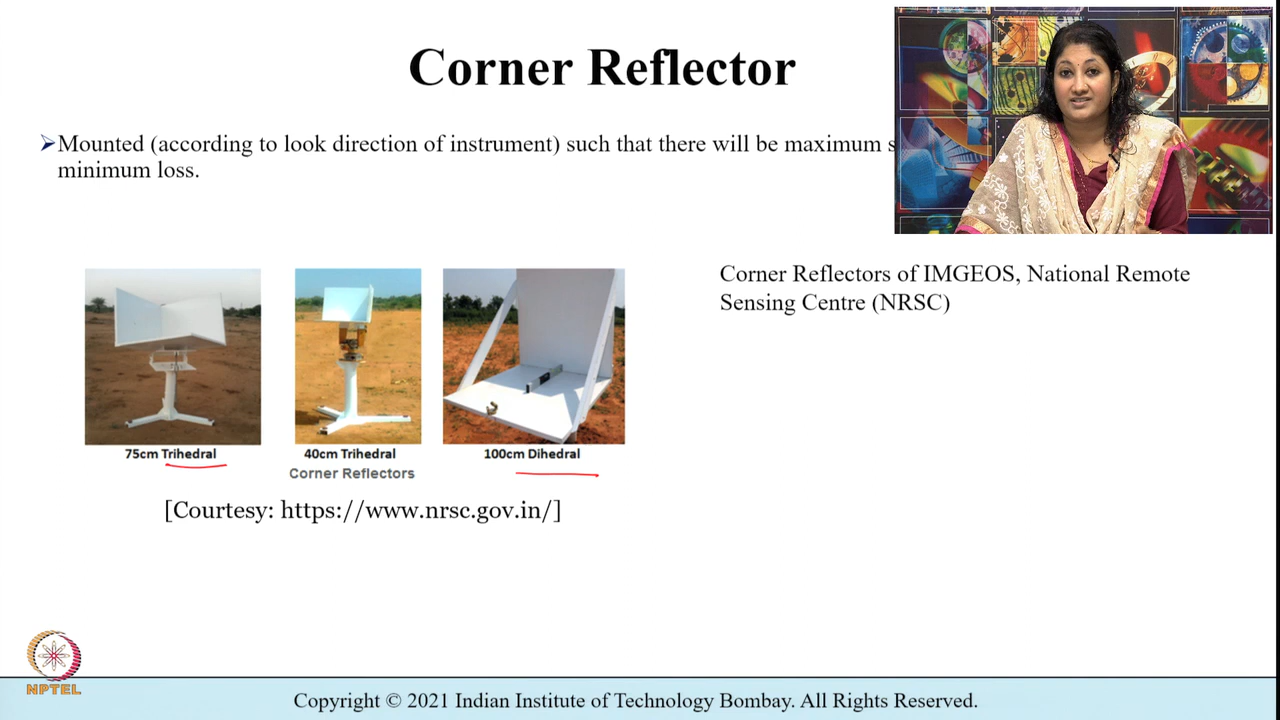 Corner Reflector
➢Mounted (according to look direction of instrument) such that there will be maximum
minimum loss.
Corner Reflectors of IMGEOS, National Remote
Sensing Centre (NRSC)
75cm Trihedral
40cm Trihedral
100cm Dihedral
Corner Reflectors
[Courtesy: https://www.nrsc.gov.in/]
NPTEL
Copyright © 2021 Indian Institute of Technology Bombay. All Rights Reserved.